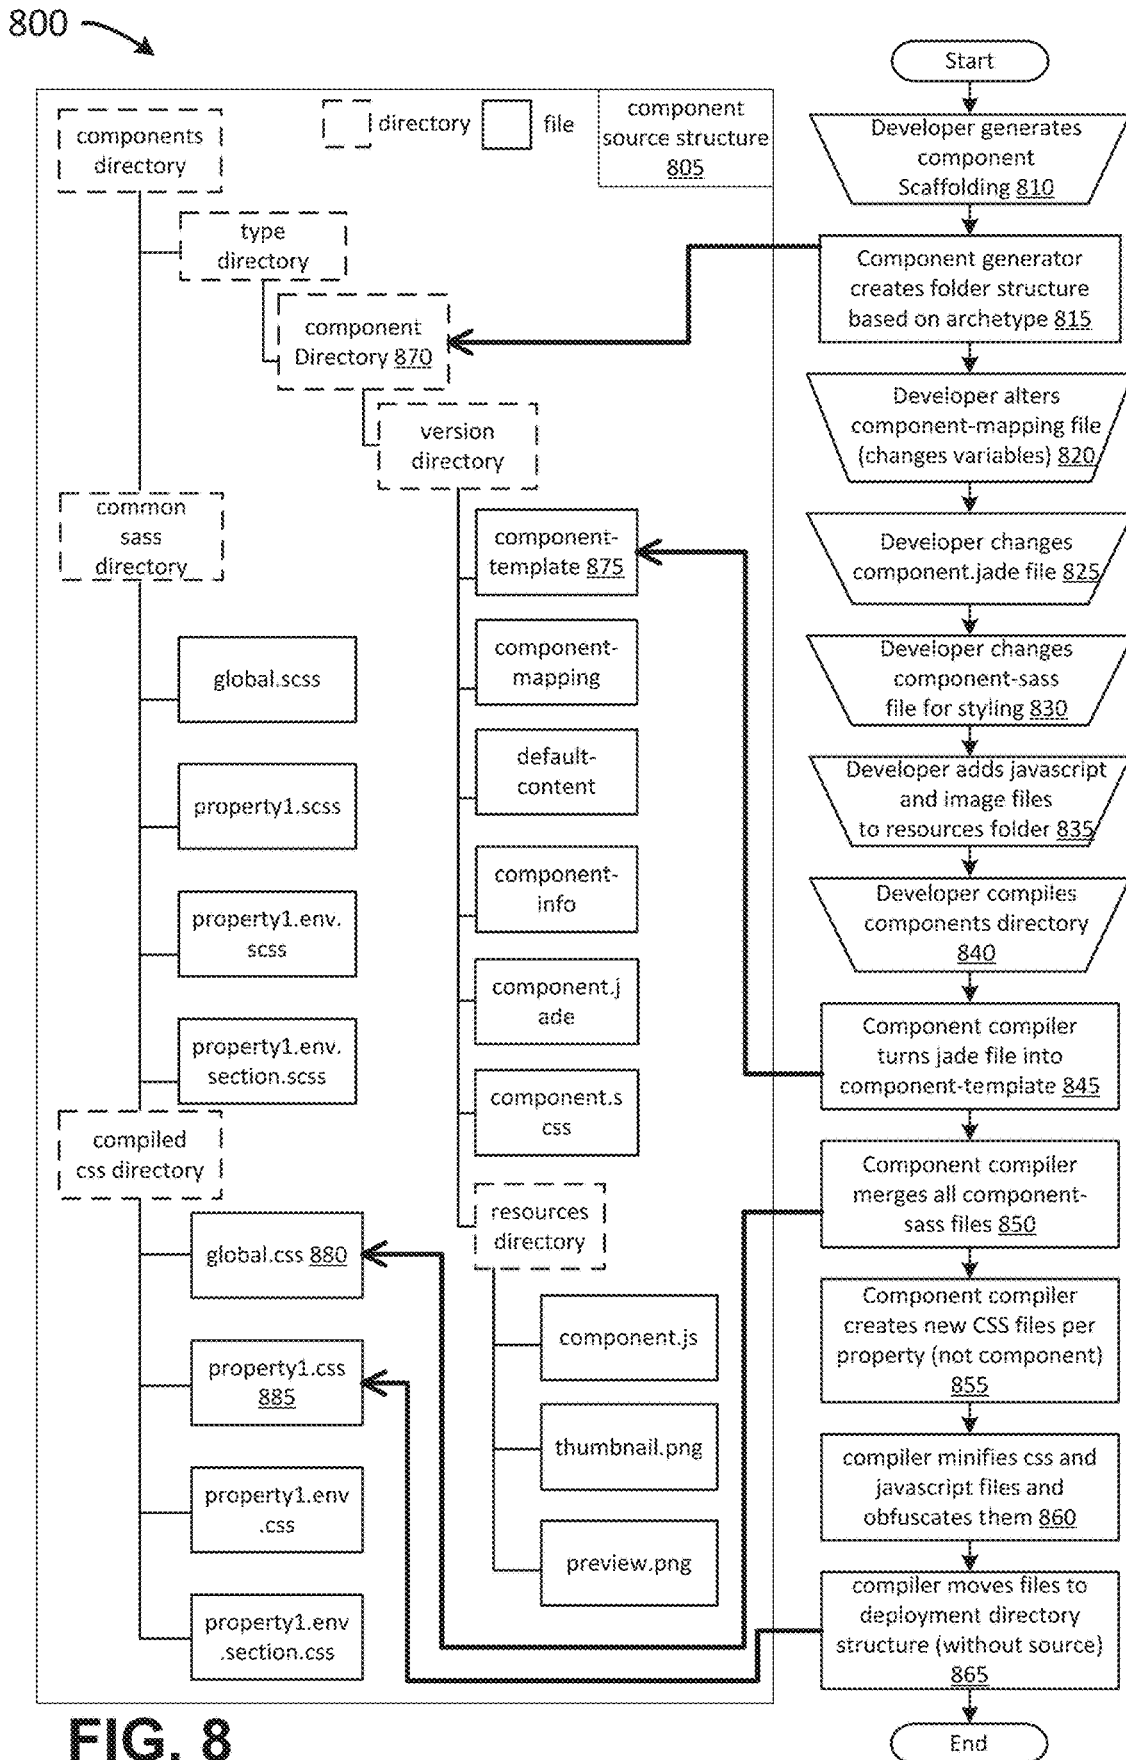 800
components
directory
directory
file
component
source structure
805
type
directory
component
Directory 870
version
directory
common
sass
directory
component-
template 875
component-
mapping
default-
content
component-
info
component.j
ade
component.s
css
resources
directory
component.js
thumbnail.png
preview.png
global.scss
property1.scss
property1.env.
scss
property1.env.
section.scss
compiled
css directory
global.css 880
property1.css
885
property1.env
.css
property1.env
.section.css
Start
Developer generates
component
Scaffolding 810
Component generator
creates folder structure
based on archetype 815
Developer alters
component-mapping file
(changes variables) 820
Developer changes
component.jade file 825
Developer changes
component-sass
file for styling 830
Developer adds javascript
and image files
to resources folder 835
Developer compiles
components directory
840
Component compiler
turns jade file into
component-template 845
Component compiler
merges all component-
sass files 850
Component compiler
creates new CSS files per
property (not component)
855
compiler minifies css and
javascript files and
obfuscates them 860
compiler moves files to
deployment directory
structure (without source)
865
End
FIG. 8